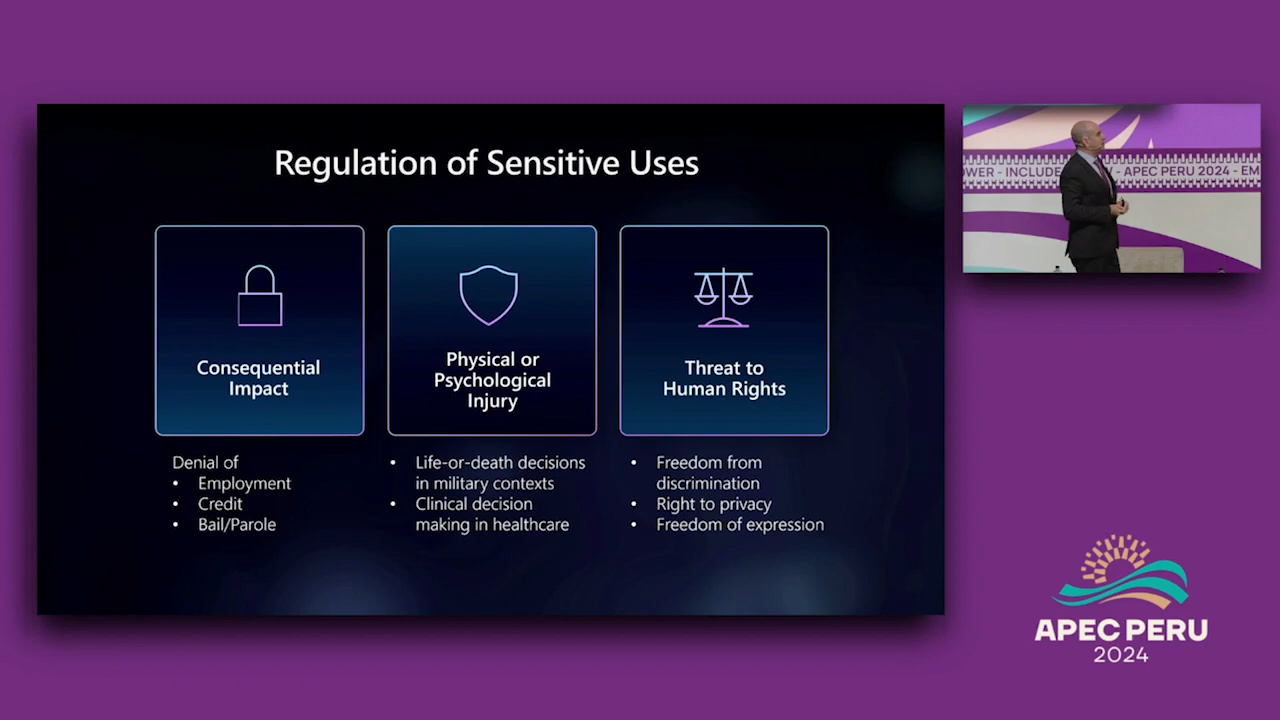 Regulation of Sensitive Uses
Consequential
Impact
Physical or
Psychological
Injury
Threat to
Human Rights
Denial of
• Employment
• Credit
• Bail/Parole
• Life-or-death decisions
in military contexts
• Clinical decision
making in healthcare
• Freedom from
discrimination
• Right to privacy
• Freedom of expression
- INCLUDE
- APEC PERU 2024 - EM
APEC PERU
2024